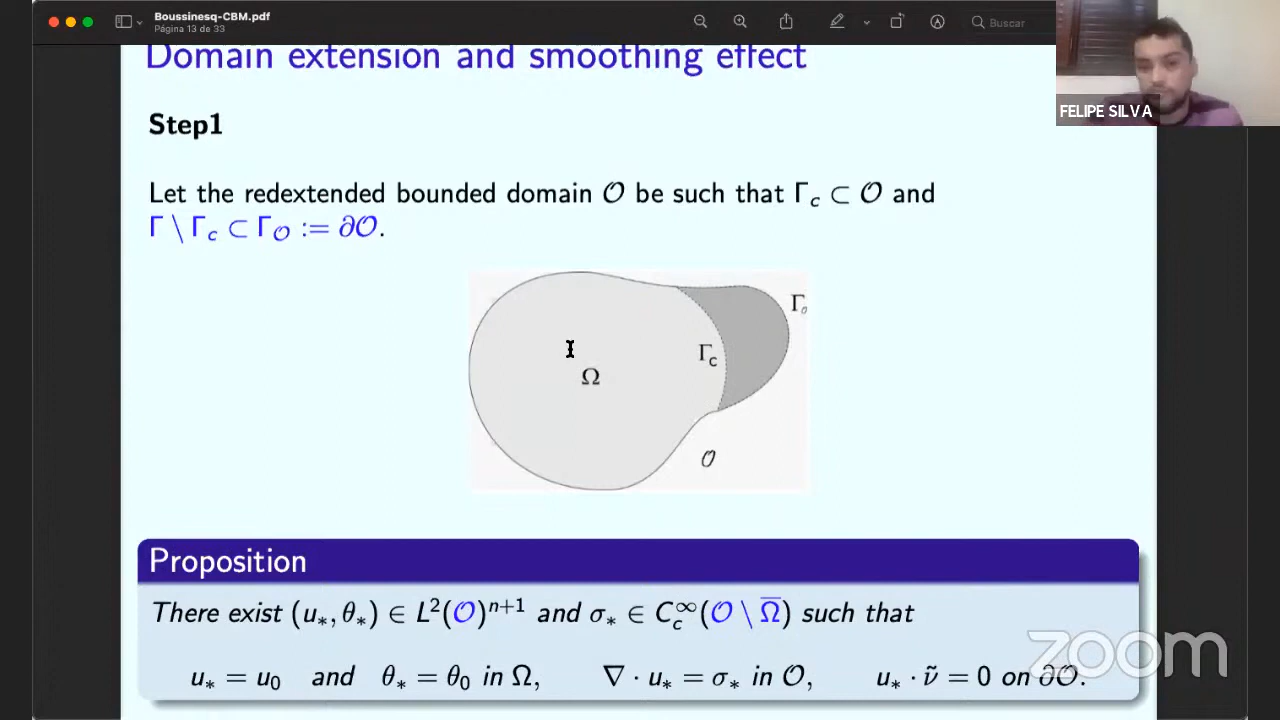 Boussinesq-CBM.pdf
Página 13 de 33
Buscar
FELIPE SILVA
Domain extension and smoothing effect
Step1
Let the redextended bounded domain 𝒪 be such that Γ_c ⊂ 𝒪 and
Γ \ Γ_c ⊂ Γ_𝒪 := ∂𝒪.
Γ_𝒪
Γ_c
Ω
𝒪
Proposition
There exist (u_*, θ_*) ∈ L²(𝒪)ⁿ⁺¹ and σ_* ∈ C_c^∞(𝒪 \ Ω̅) such that
u_* = u_0 and θ_* = θ_0 in Ω, ∇ · u_* = σ_* in 𝒪, u_* · ν̃ = 0 on ∂𝒪.
zoom